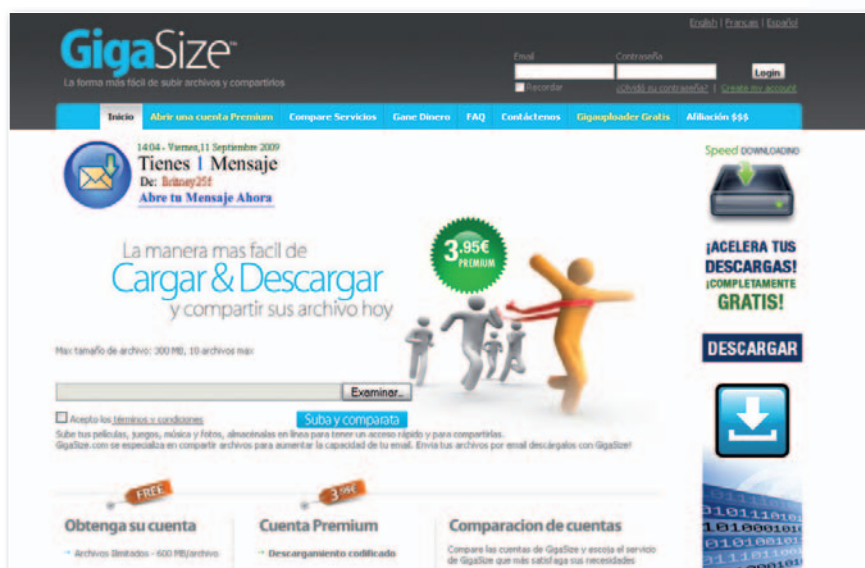 English | Français | Español
GigaSize™
La forma más fácil de subir archivos y compartirlos
Email Contraseña
Login
Recordar ¿Olvidó su contraseña? | Create my account
Inicio Abrir una cuenta Premium Compare Servicios Gane Dinero FAQ Contáctenos Gigauploader Gratis Afiliación $$$
14:04 - Viernes,11 Septiembre 2009
Tienes 1 Mensaje
De: Britney25f
Abre tu Mensaje Ahora
Speed DOWNLOADING
¡ACELERA TUS
DESCARGAS!
¡COMPLETAMENTE
GRATIS!
DESCARGAR
La manera mas facil de
Cargar & Descargar
y compartir sus archivo hoy
3.95€
PREMIUM
Max tamaño de archivo: 300 MB, 10 archivos max
Examinar...
Acepto los términos y condiciones
Suba y comparata
Sube tus películas, juegos, música y fotos, almacénalas en línea para tener un acceso rápido y para compartirlas.
GigaSize.com se especializa en compartir archivos para aumentar la capacidad de tu email. Envia tus archivos por email descárgalos con GigaSize!
FREE
Obtenga su cuenta
Archivos Ilimitados - 600 MB/archivo
3.95€
Cuenta Premium
Descargamiento codificado
Comparacion de cuentas
Compare las cuentas de GigaSize y escoja el servicio
de GigaSize que más satisfaga sus necesidades